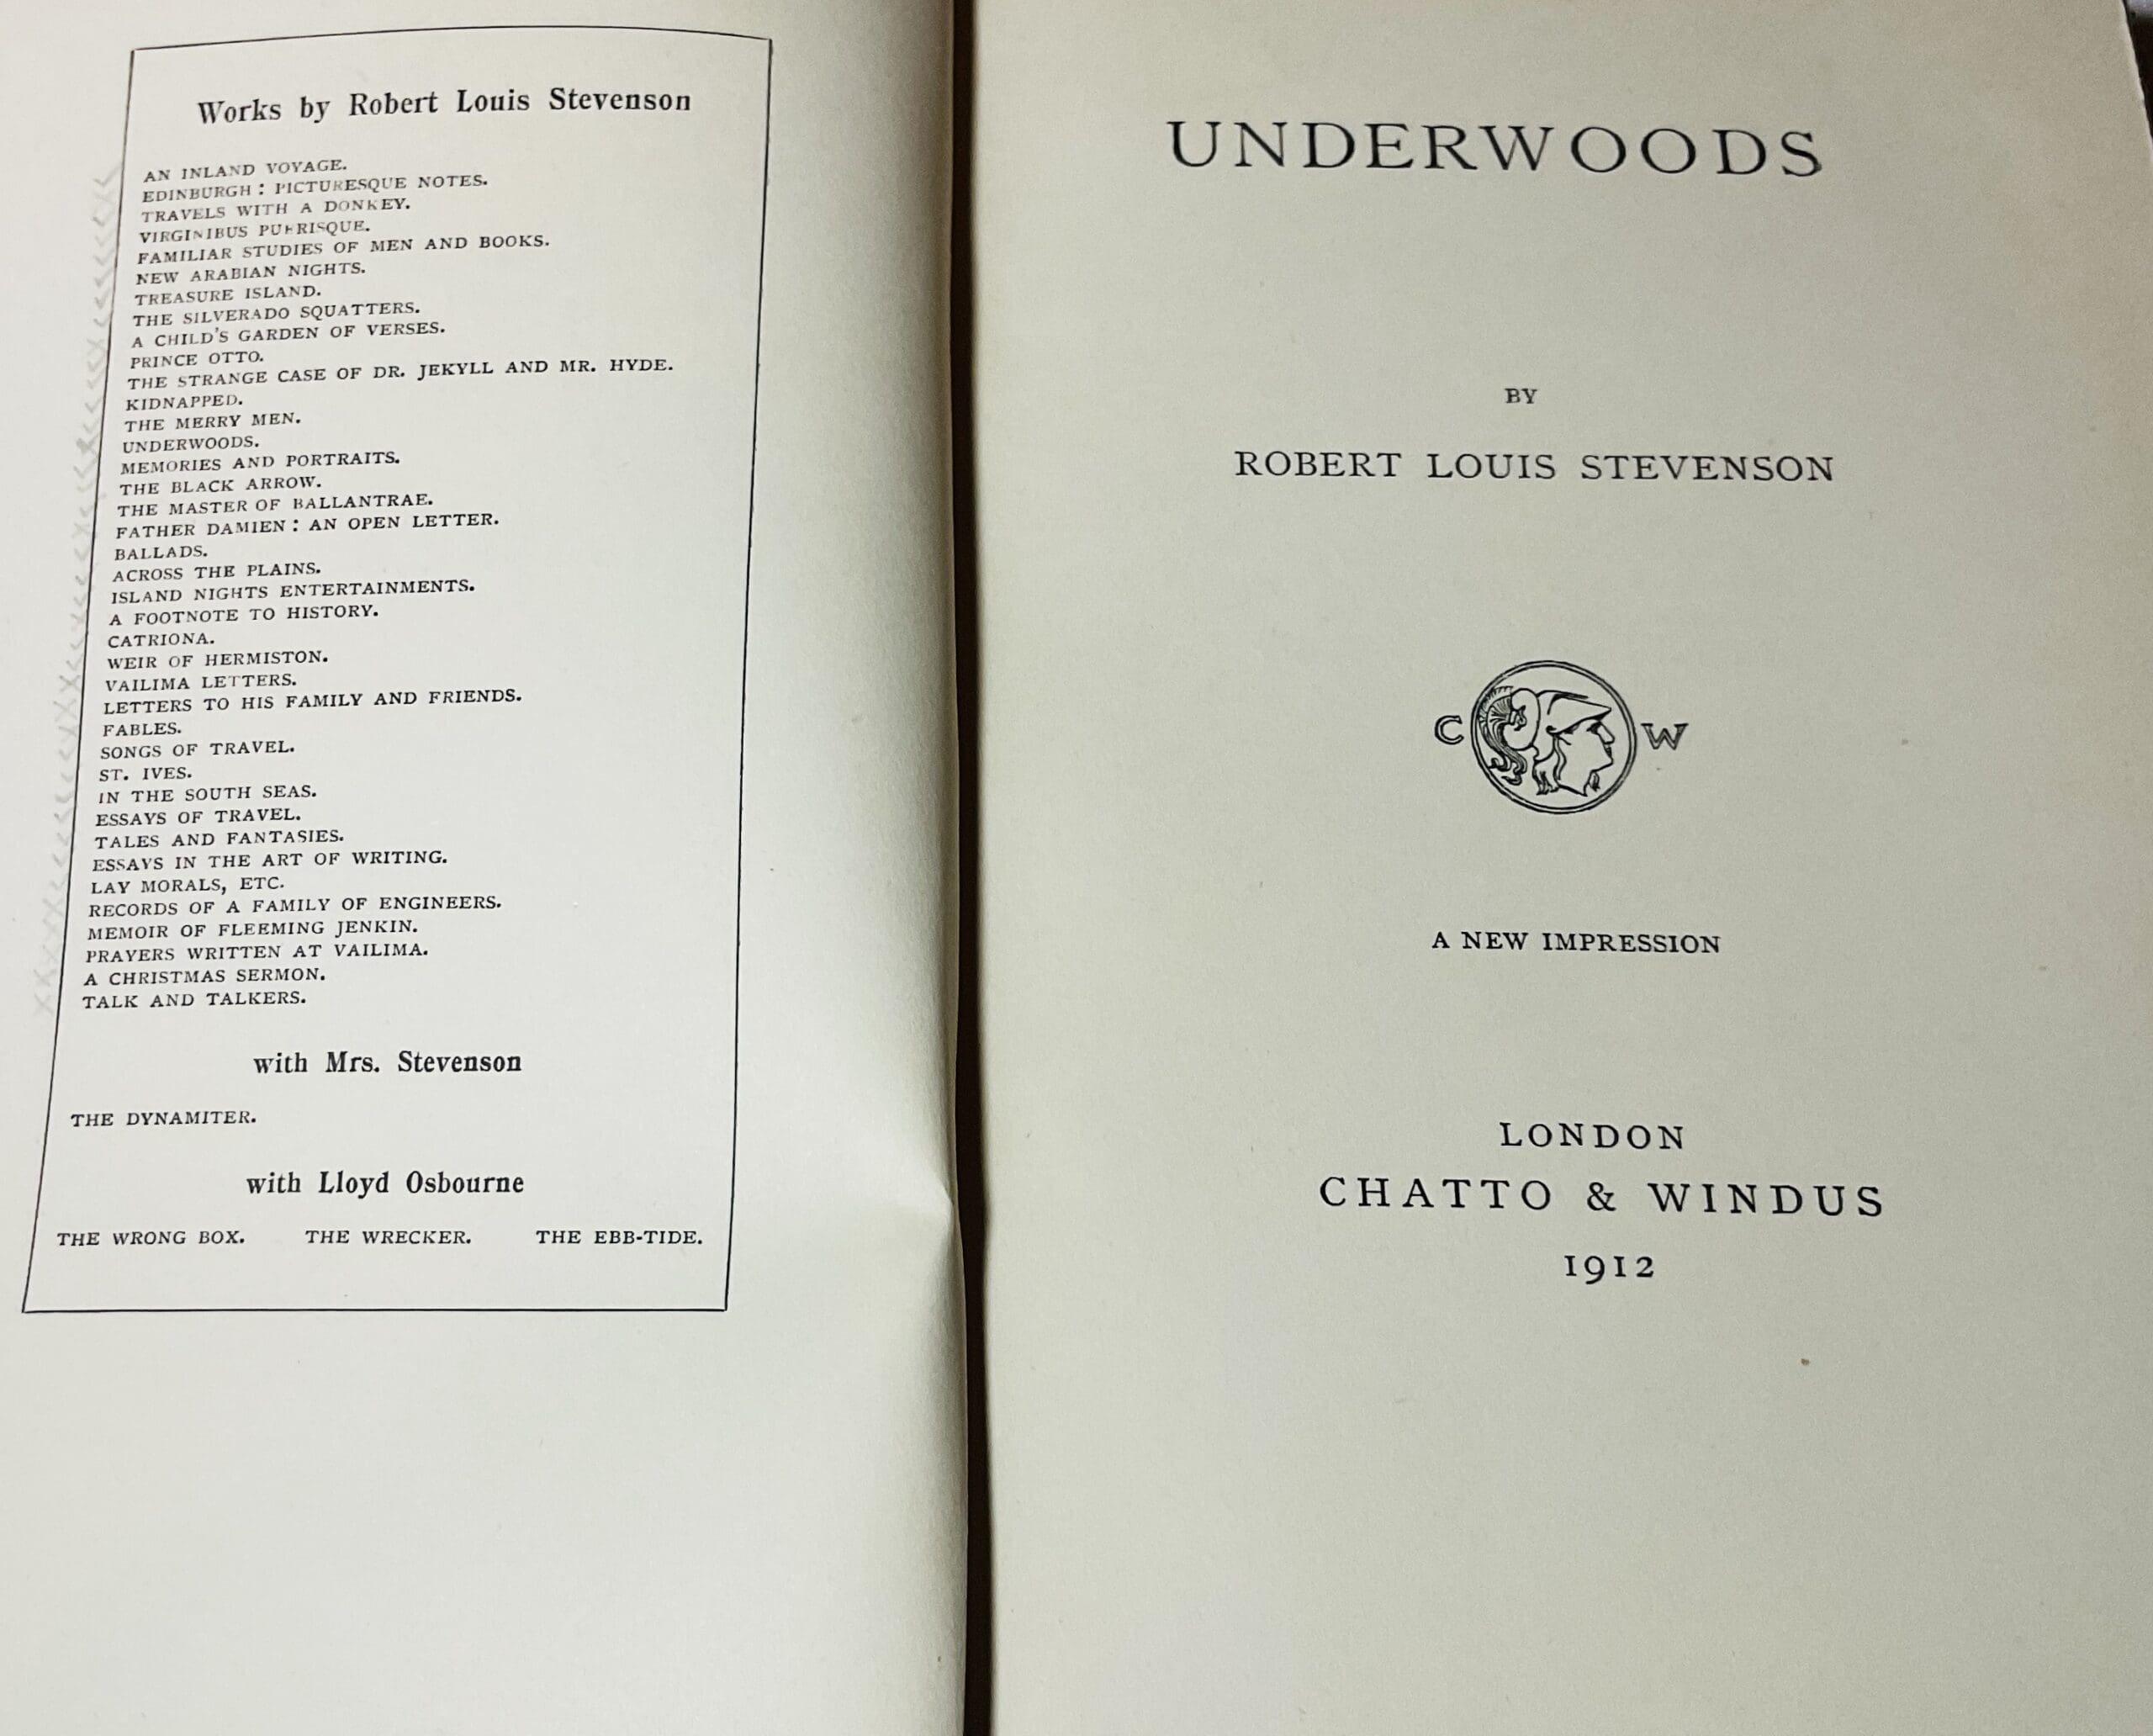 Works by Robert Louis Stevenson
AN INLAND VOYAGE.
EDINBURGH: PICTURESQUE NOTES.
TRAVELS WITH A DONKEY.
VIRGINIBUS PUERISQUE.
FAMILIAR STUDIES OF MEN AND BOOKS.
NEW ARABIAN NIGHTS.
TREASURE ISLAND.
THE SILVERADO SQUATTERS.
A CHILD'S GARDEN OF VERSES.
PRINCE OTTO.
THE STRANGE CASE OF DR. JEKYLL AND MR. HYDE.
KIDNAPPED.
THE MERRY MEN.
UNDERWOODS.
MEMORIES AND PORTRAITS.
THE BLACK ARROW.
THE MASTER OF BALLANTRAE.
FATHER DAMIEN: AN OPEN LETTER.
BALLADS.
ACROSS THE PLAINS.
ISLAND NIGHTS ENTERTAINMENTS.
A FOOTNOTE TO HISTORY.
CATRIONA.
WEIR OF HERMISTON.
VAILIMA LETTERS.
LETTERS TO HIS FAMILY AND FRIENDS.
FABLES.
SONGS OF TRAVEL.
ST. IVES.
IN THE SOUTH SEAS.
ESSAYS OF TRAVEL.
TALES AND FANTASIES.
ESSAYS IN THE ART OF WRITING.
LAY MORALS, ETC.
RECORDS OF A FAMILY OF ENGINEERS.
MEMOIR OF FLEEMING JENKIN.
PRAYERS WRITTEN AT VAILIMA.
A CHRISTMAS SERMON.
TALK AND TALKERS.
with Mrs. Stevenson
THE DYNAMITER.
with Lloyd Osbourne
THE WRONG BOX. THE WRECKER. THE EBB-TIDE.
UNDERWOODS
BY
ROBERT LOUIS STEVENSON
C W
A NEW IMPRESSION
LONDON
CHATTO & WINDUS
1912